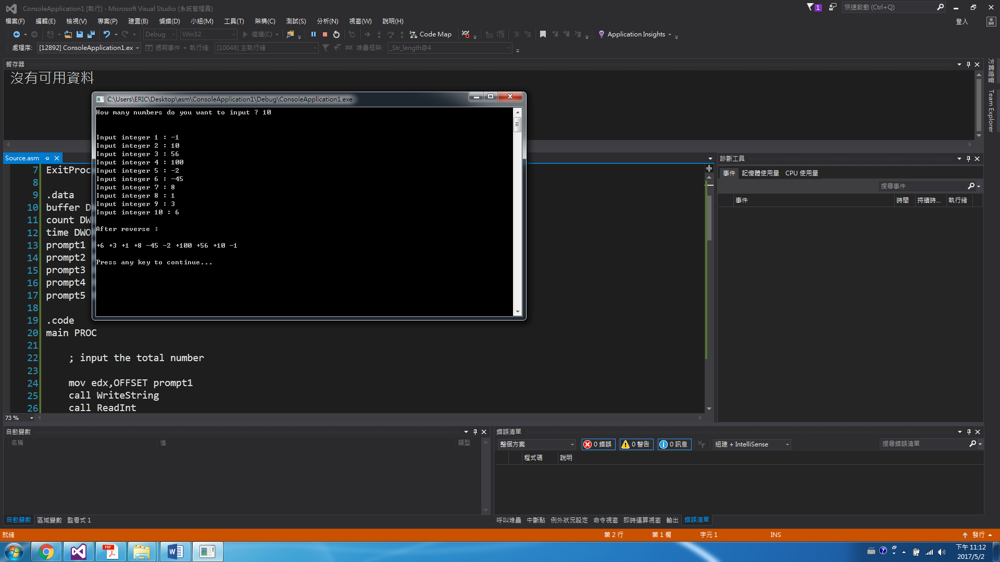 ConsoleApplication1 [執行] - Microsoft Visual Studio (系統管理員)
1
快速啟動 (Ctrl+Q)
檔案(F) 編輯(E) 檢視(V) 專案(P) 建置(B) 偵錯(D) 小組(M) 工具(T) 架構(C) 測試(S) 分析(N) 視窗(W) 說明(H)
登入
Debug Win32 繼續(C) Code Map Application Insights
處理序: [12892] ConsoleApplication1.ex 週期事件 執行緒: [10048] 主執行緒 堆疊框架: _Str_length@4
暫存器
沒有可用資料
方案總管
Team Explorer
C:\Users\ERIC\Desktop\asm\ConsoleApplication1\Debug\ConsoleApplication1.exe
How many numbers do you want to input ? 10
Input integer 1 : -1
Input integer 2 : 10
Input integer 3 : 56
Input integer 4 : 100
Input integer 5 : -2
Input integer 6 : -45
Input integer 7 : 8
Input integer 8 : 1
Input integer 9 : 3
Input integer 10 : 6
After reverse :
+6 +3 +1 +8 -45 -2 +100 +56 +10 -1
Press any key to continue...
Source.asm
7 ExitProc
8
9 .data
10 buffer D
11 count DW
12 time DWO
13 prompt1
14 prompt2
15 prompt3
16 prompt4
17 prompt5
18
19 .code
20 main PROC
21
22 ; input the total number
23
24 mov edx,OFFSET prompt1
25 call WriteString
26 call ReadInt
73 %
診斷工具
事件 記憶體使用量 CPU 使用量
搜尋事件
事件 時間 持續時... 執行緒
自動變數
名稱 值 類型
自動變數 區域變數 監看式 1
錯誤清單
整個方案 0 錯誤 0 警告 0 訊息 組建 + IntelliSense 搜尋錯誤清單
程式碼 說明
呼叫堆疊 中斷點 例外狀況設定 命令視窗 即時運算視窗 輸出 錯誤清單
就緒 第 2 行 第 1 欄 字元 1 INS 發行
PDF
下午 11:12
2017/5/2